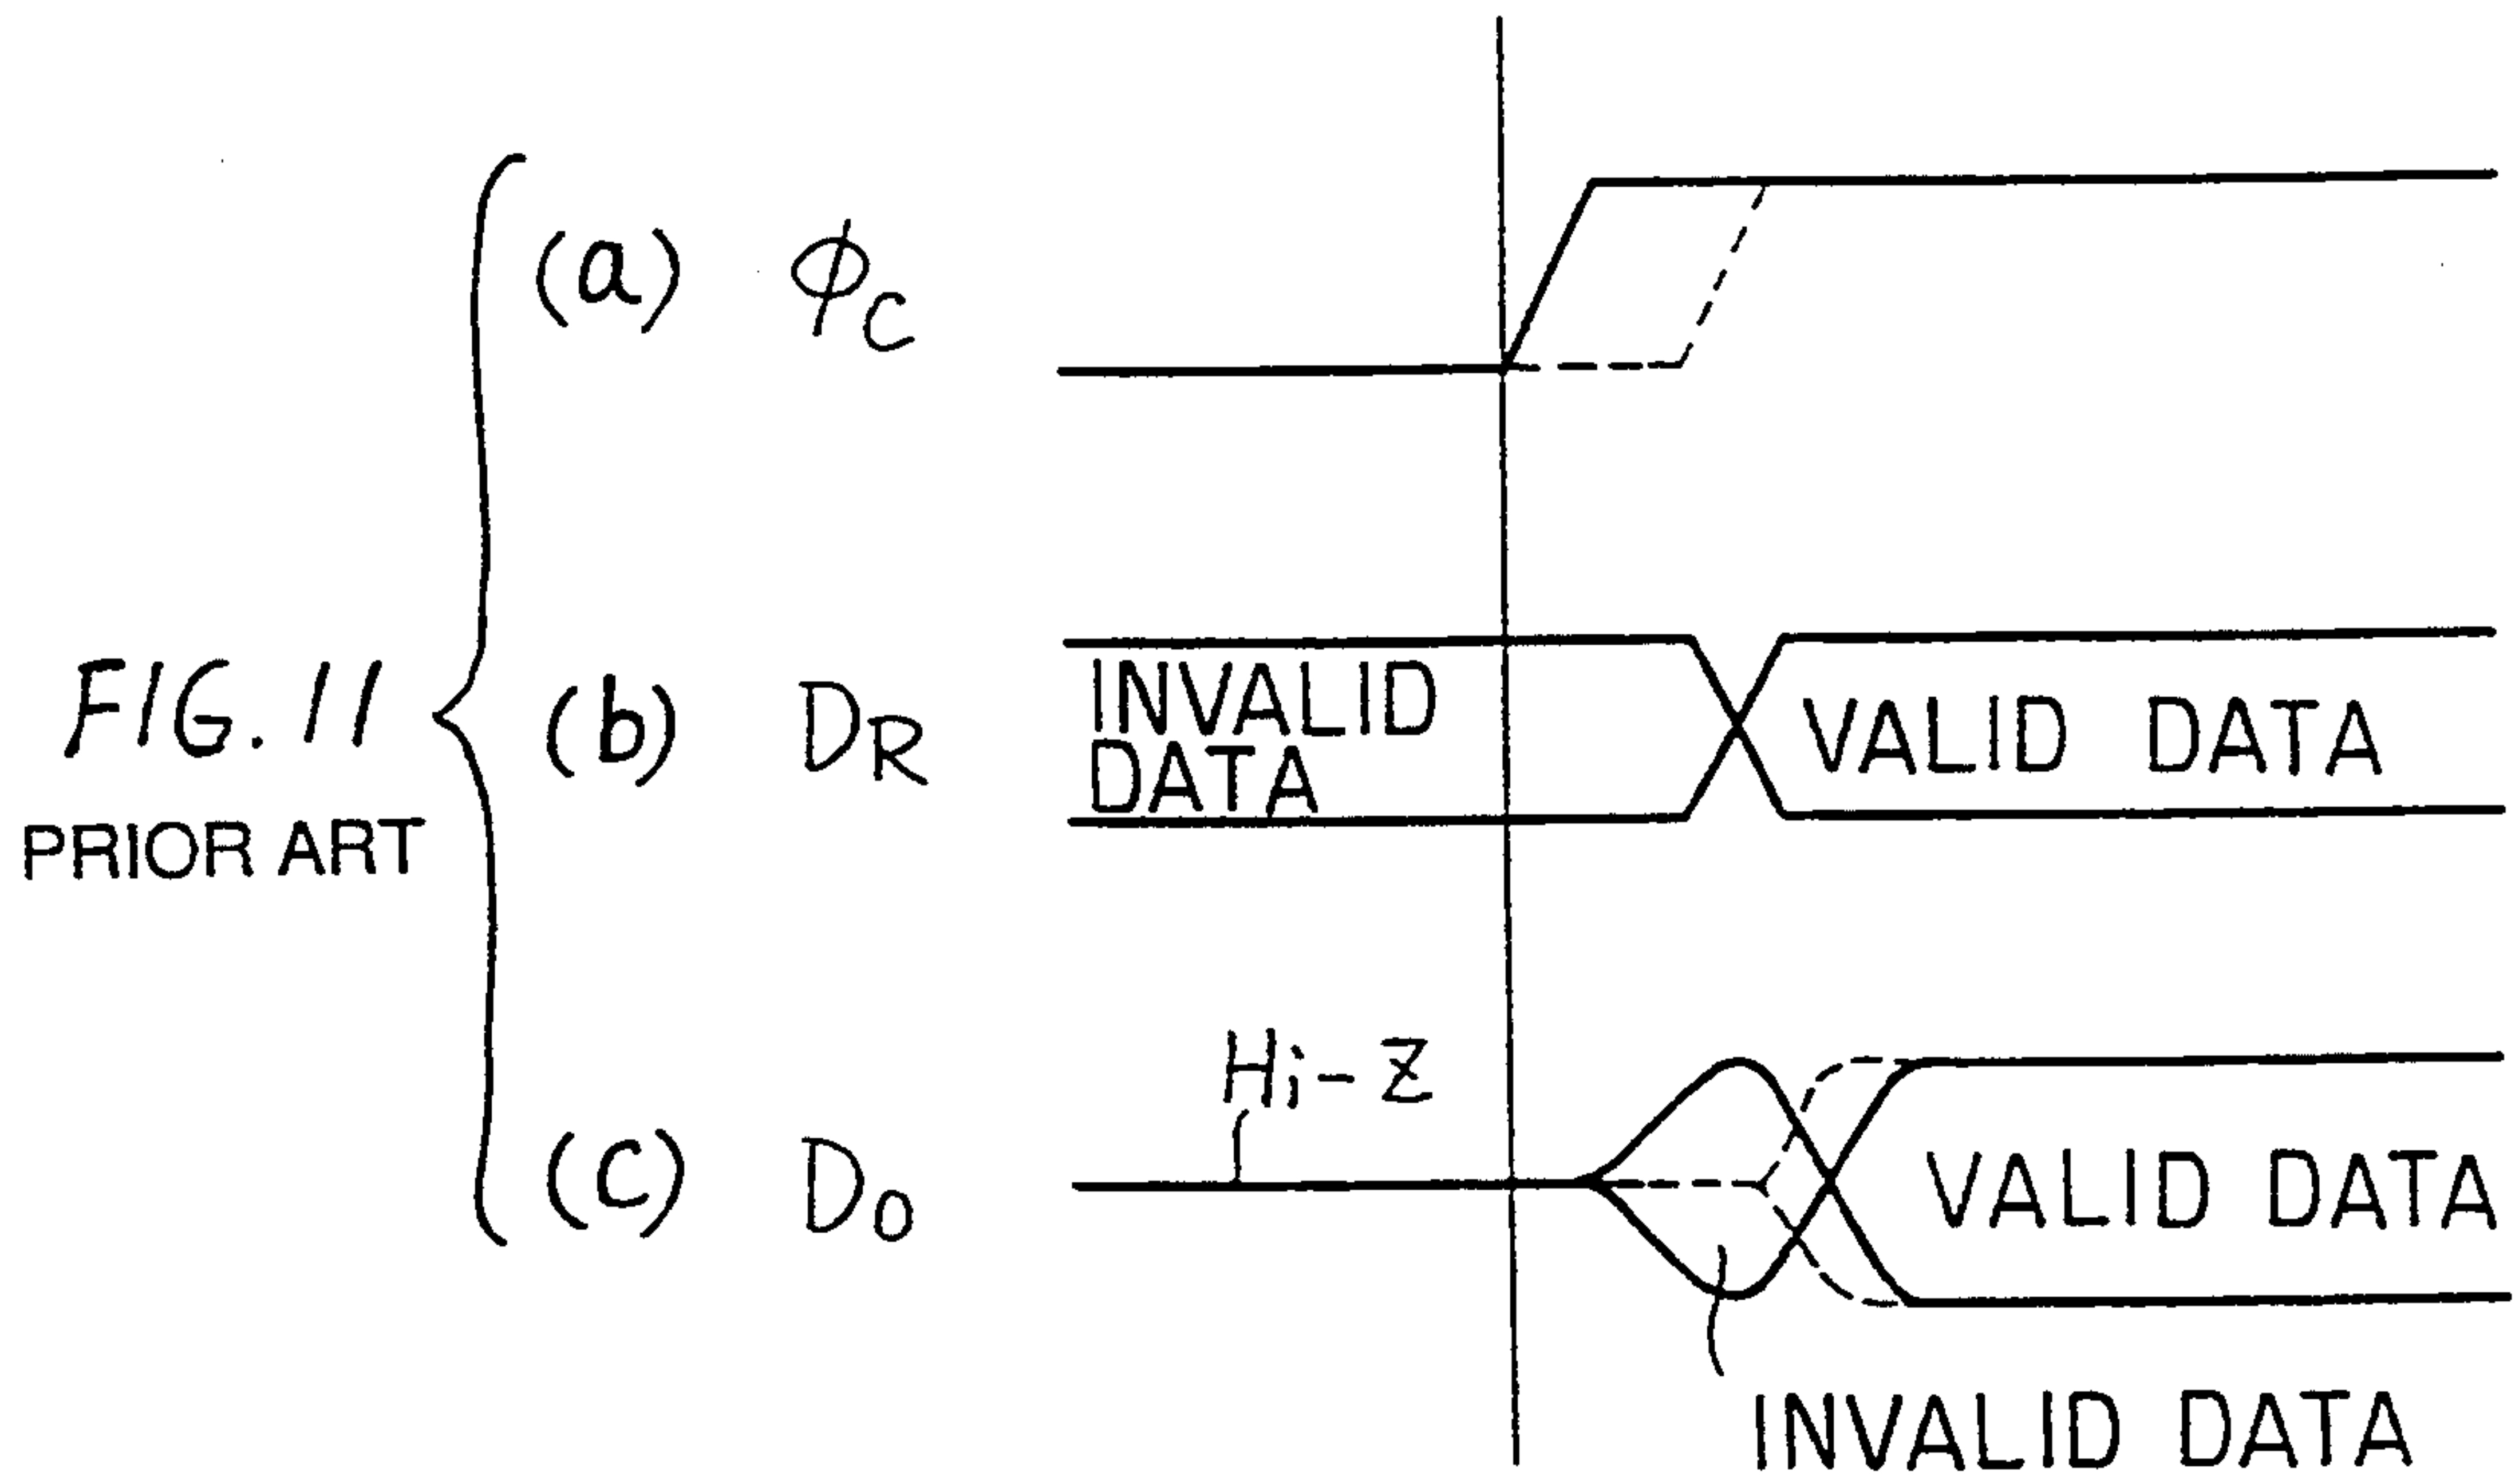 FIG. 11
PRIOR ART
(a) ϕC
(b) DR
INVALID
DATA
VALID DATA
(c) DO
Hi-Z
VALID DATA
INVALID DATA